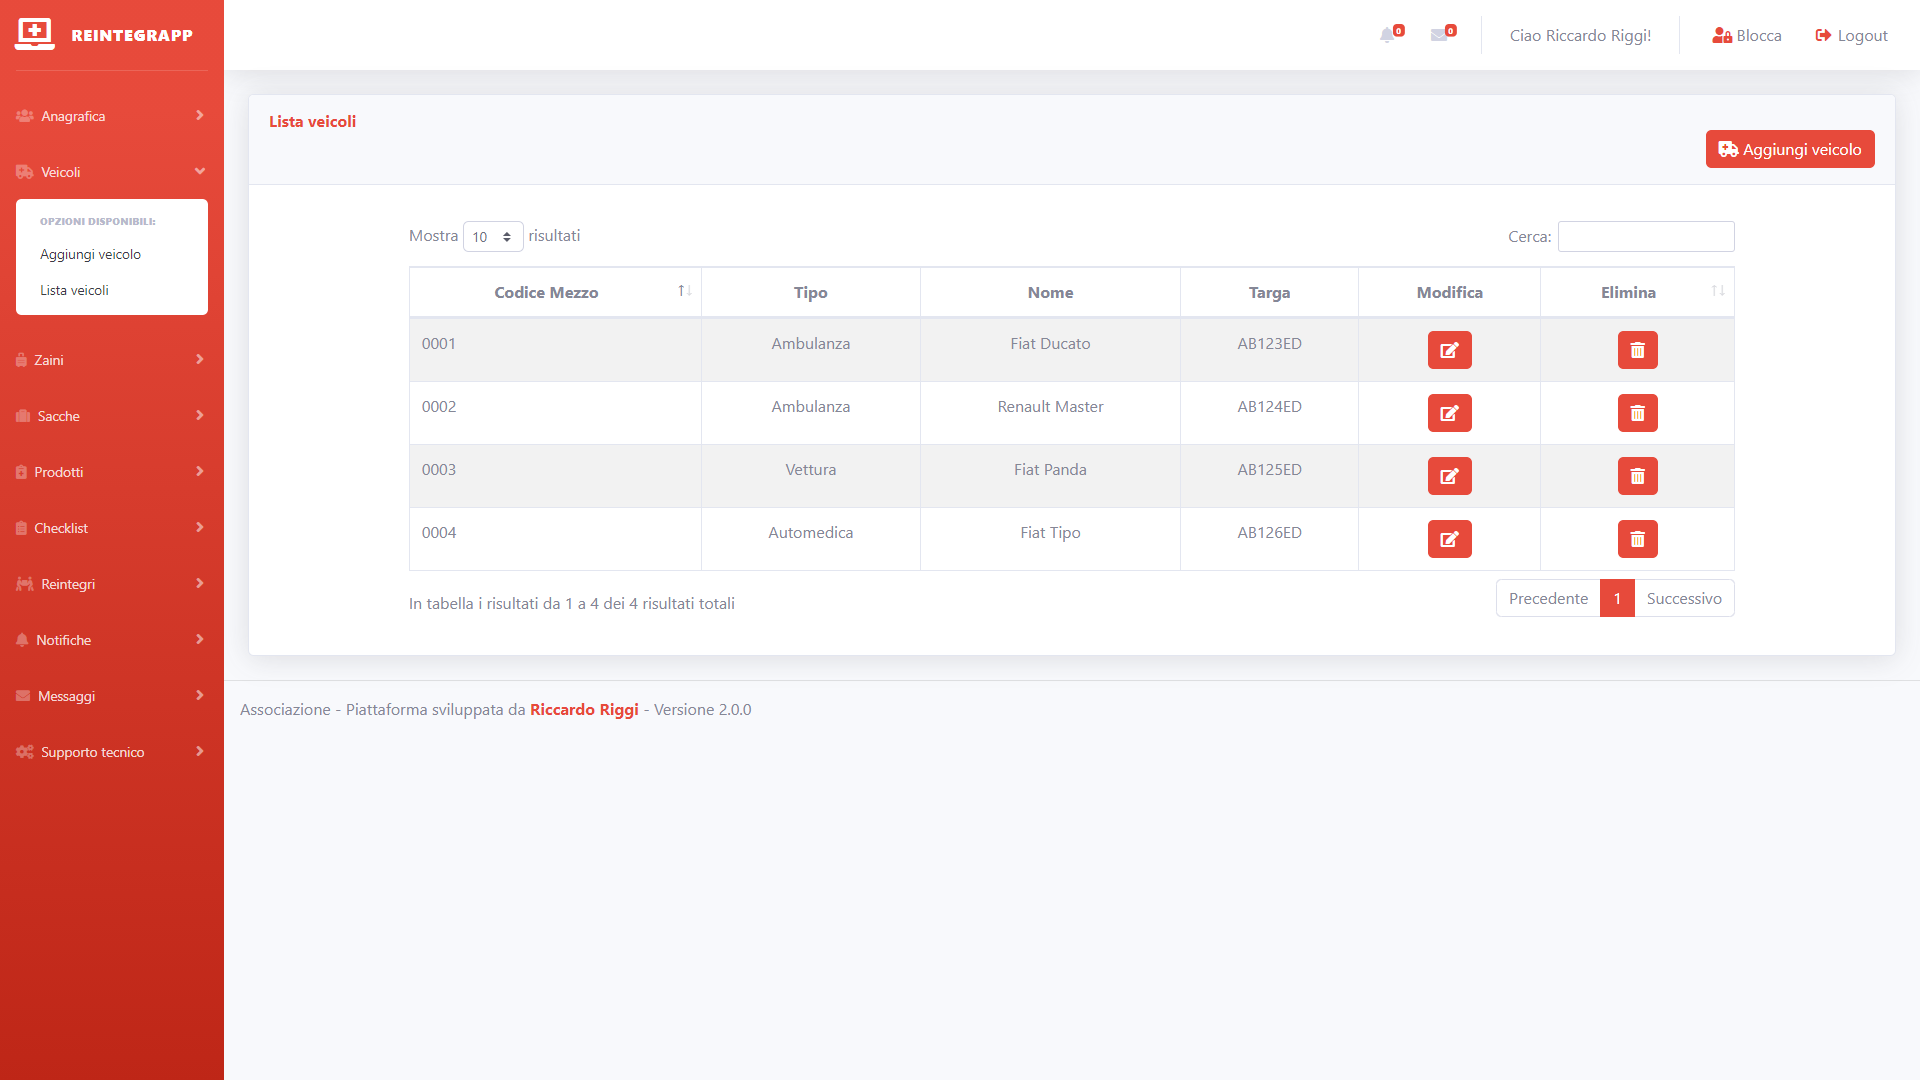 REINTEGRAPP
0
0
Ciao Riccardo Riggi!
Blocca
Logout
Anagrafica
Veicoli
OPZIONI DISPONIBILI:
Aggiungi veicolo
Lista veicoli
Zaini
Sacche
Prodotti
Checklist
Reintegri
Notifiche
Messaggi
Supporto tecnico
Lista veicoli
Aggiungi veicolo
Mostra 10 risultati
Cerca:
Codice Mezzo Tipo Nome Targa Modifica Elimina
0001 Ambulanza Fiat Ducato AB123ED
0002 Ambulanza Renault Master AB124ED
0003 Vettura Fiat Panda AB125ED
0004 Automedica Fiat Tipo AB126ED
In tabella i risultati da 1 a 4 dei 4 risultati totali
Precedente 1 Successivo
Associazione - Piattaforma sviluppata da Riccardo Riggi - Versione 2.0.0